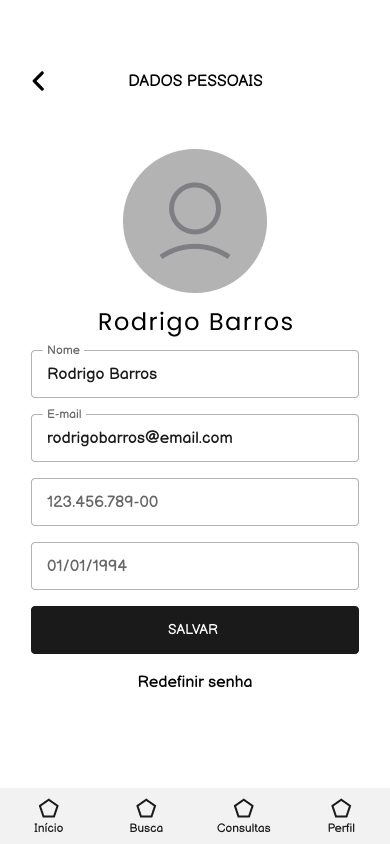 DADOS PESSOAIS
Rodrigo Barros
Nome
Rodrigo Barros
E-mail
rodrigobarros@email.com
123.456.789-00
01/01/1994
SALVAR
Redefinir senha
Início Busca Consultas Perfil